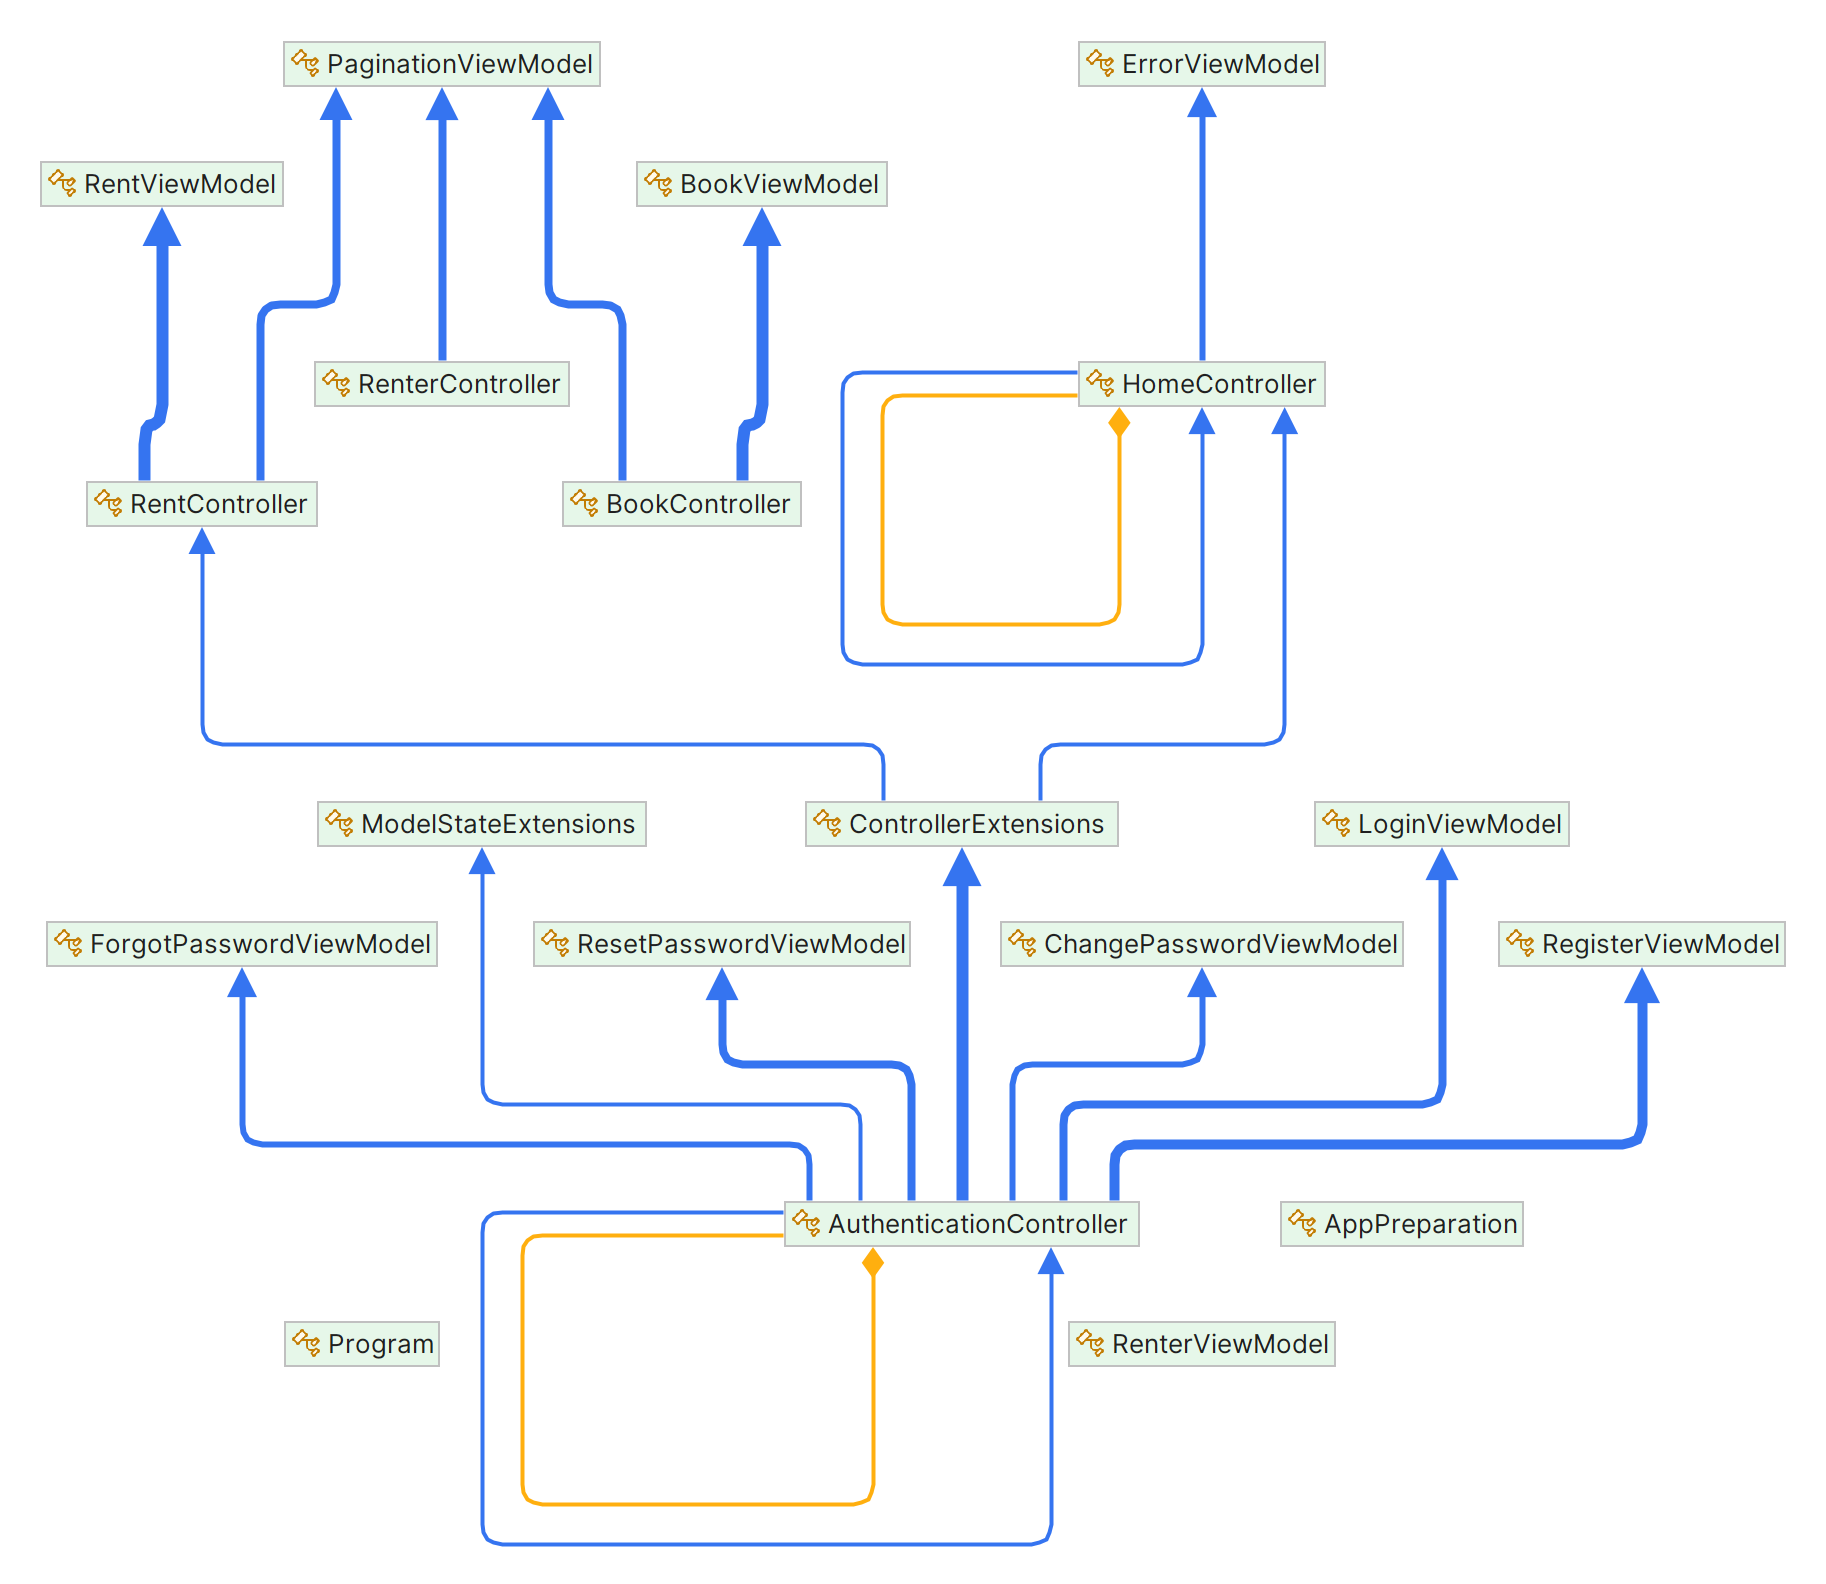 PaginationViewModel
ErrorViewModel
RentViewModel
BookViewModel
RenterController
HomeController
RentController
BookController
ModelStateExtensions
ControllerExtensions
LoginViewModel
ForgotPasswordViewModel
ResetPasswordViewModel
ChangePasswordViewModel
RegisterViewModel
AuthenticationController
AppPreparation
Program
RenterViewModel